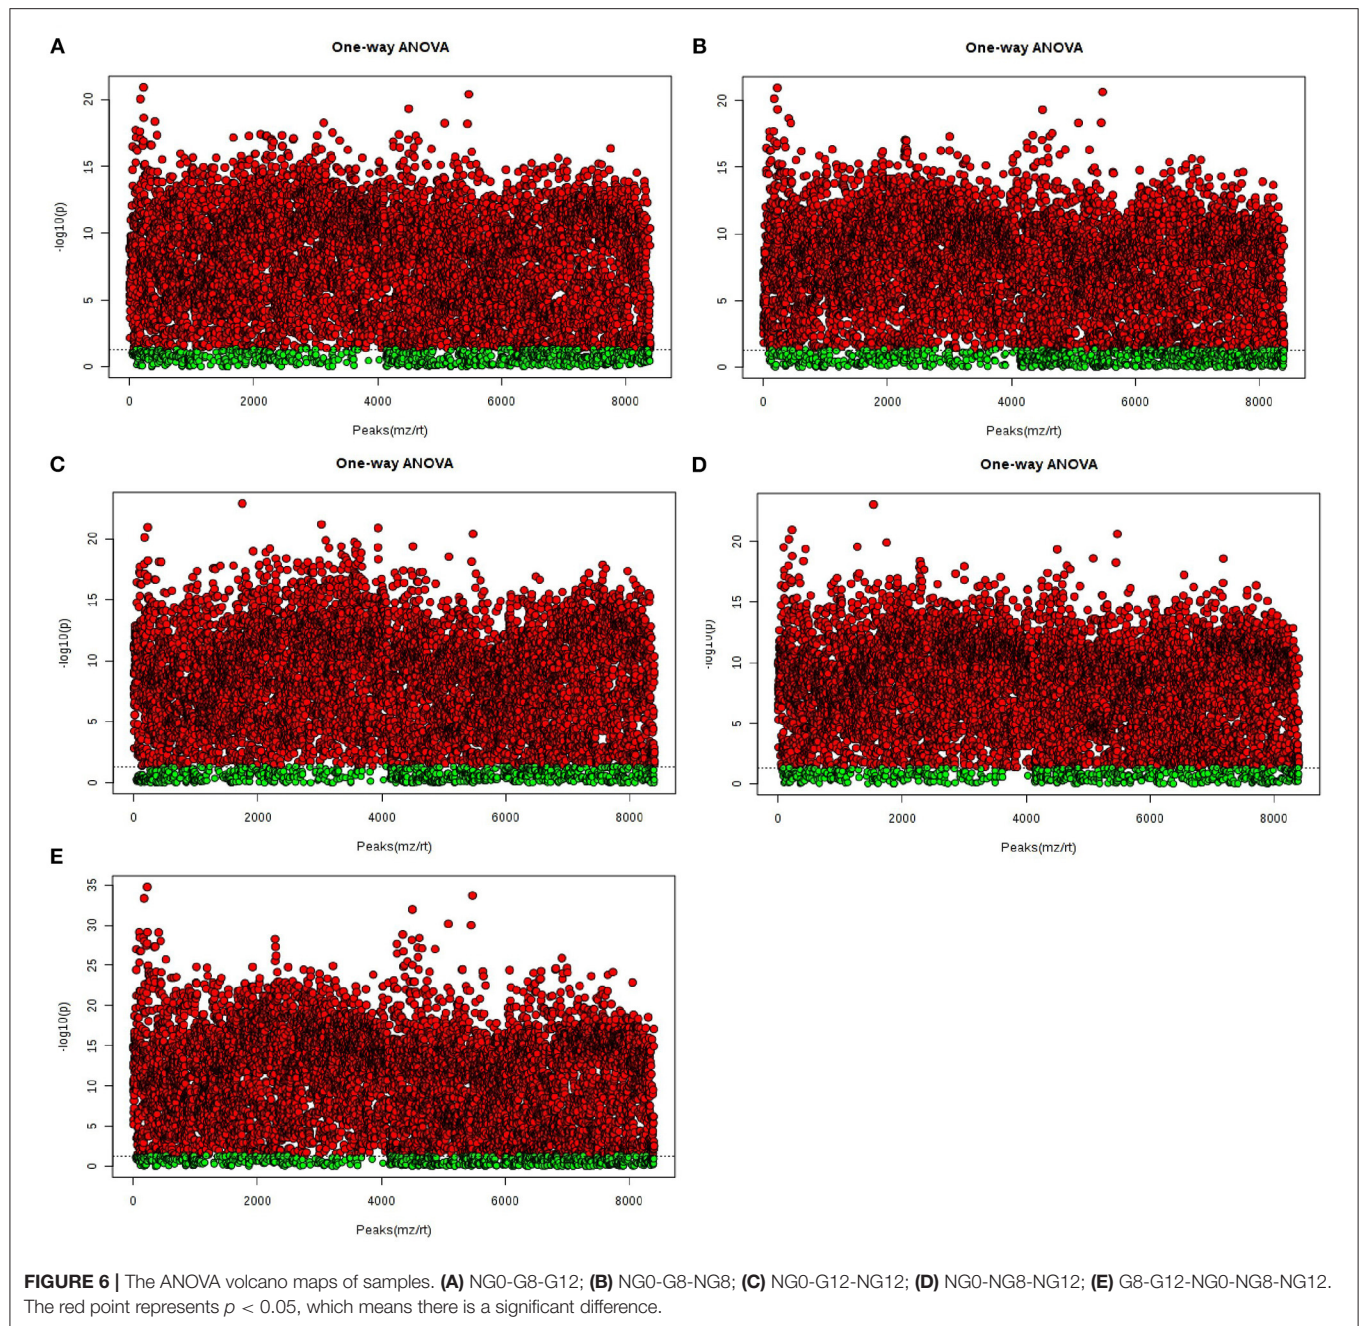 A
One-way ANOVA
-log10(p)
20
15
10
5
0
0 2000 4000 6000 8000
Peaks(mz/rt)
B
One-way ANOVA
-log10(p)
20
15
10
5
0
0 2000 4000 6000 8000
Peaks(mz/rt)
C
One-way ANOVA
-log10(p)
20
15
10
5
0
0 2000 4000 6000 8000
Peaks(mz/rt)
D
One-way ANOVA
-log10(p)
20
15
10
5
0
0 2000 4000 6000 8000
Peaks(mz/rt)
E
-log10(p)
35
30
25
20
15
10
5
0
0 2000 4000 6000 8000
Peaks(mz/rt)
FIGURE 6 | The ANOVA volcano maps of samples. (A) NG0-G8-G12; (B) NG0-G8-NG8; (C) NG0-G12-NG12; (D) NG0-NG8-NG12; (E) G8-G12-NG0-NG8-NG12.
The red point represents p < 0.05, which means there is a significant difference.